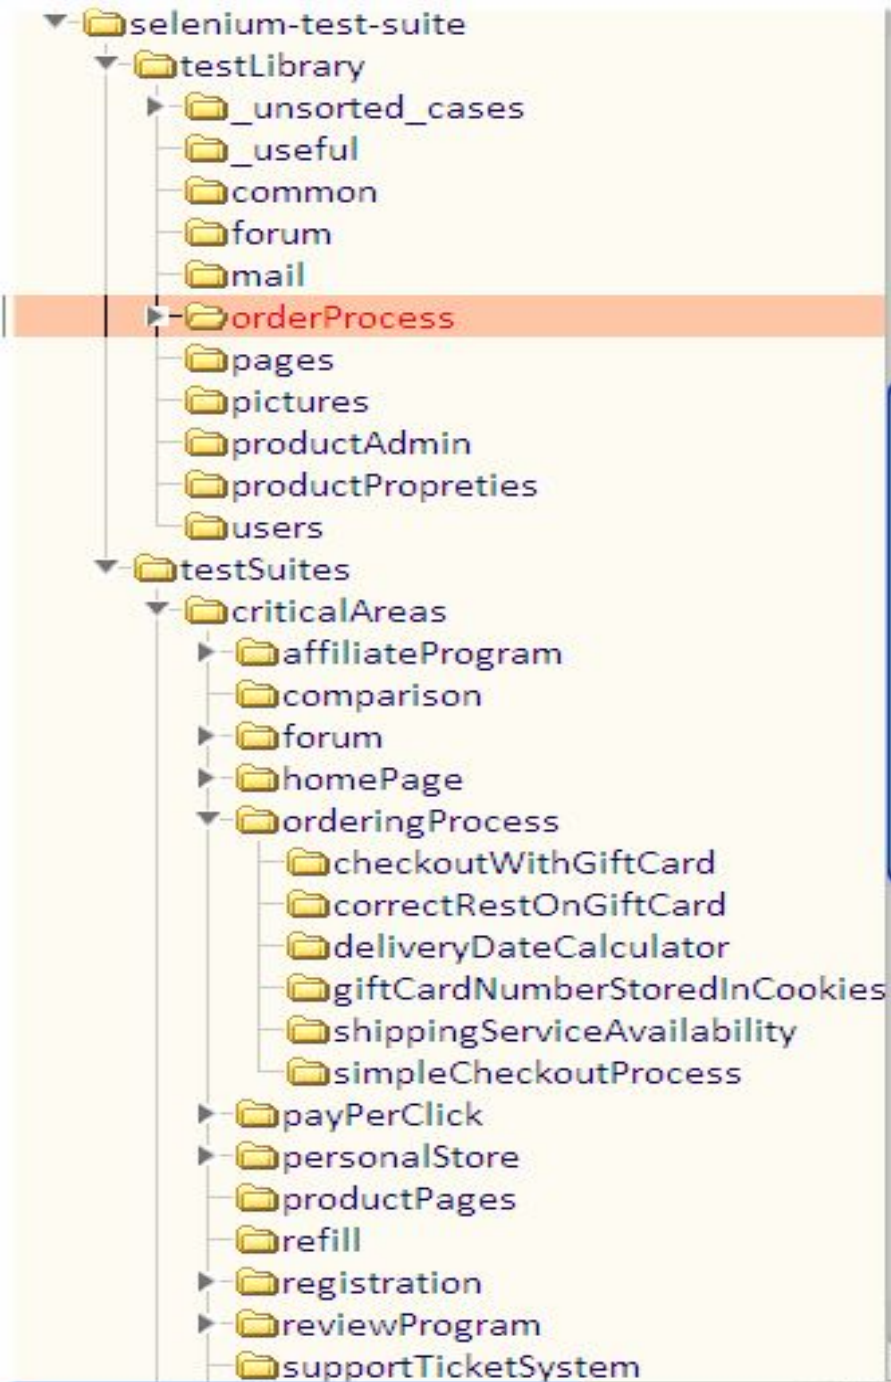 selenium-test-suite
testLibrary
_unsorted_cases
_useful
common
forum
mail
orderProcess
pages
pictures
productAdmin
productPropreties
users
testSuites
criticalAreas
affiliateProgram
comparison
forum
homePage
orderingProcess
checkoutWithGiftCard
correctRestOnGiftCard
deliveryDateCalculator
giftCardNumberStoredInCookies
shippingServiceAvailability
simpleCheckoutProcess
payPerClick
personalStore
productPages
refill
registration
reviewProgram
supportTicketSystem